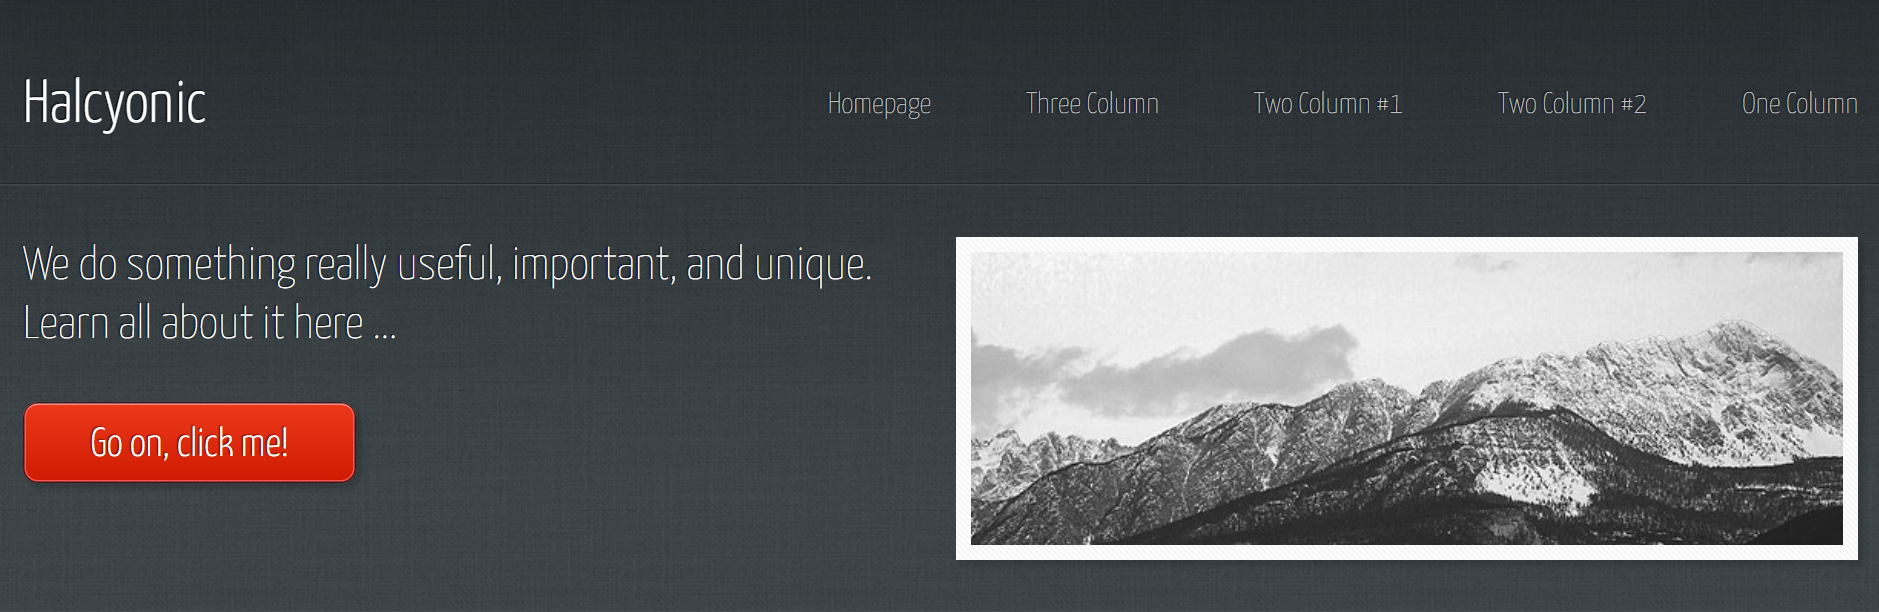 Halcyonic
Homepage
Three Column
Two Column #1
Two Column #2
One Column
We do something really useful, important, and unique.
Learn all about it here ...
Go on, click me!